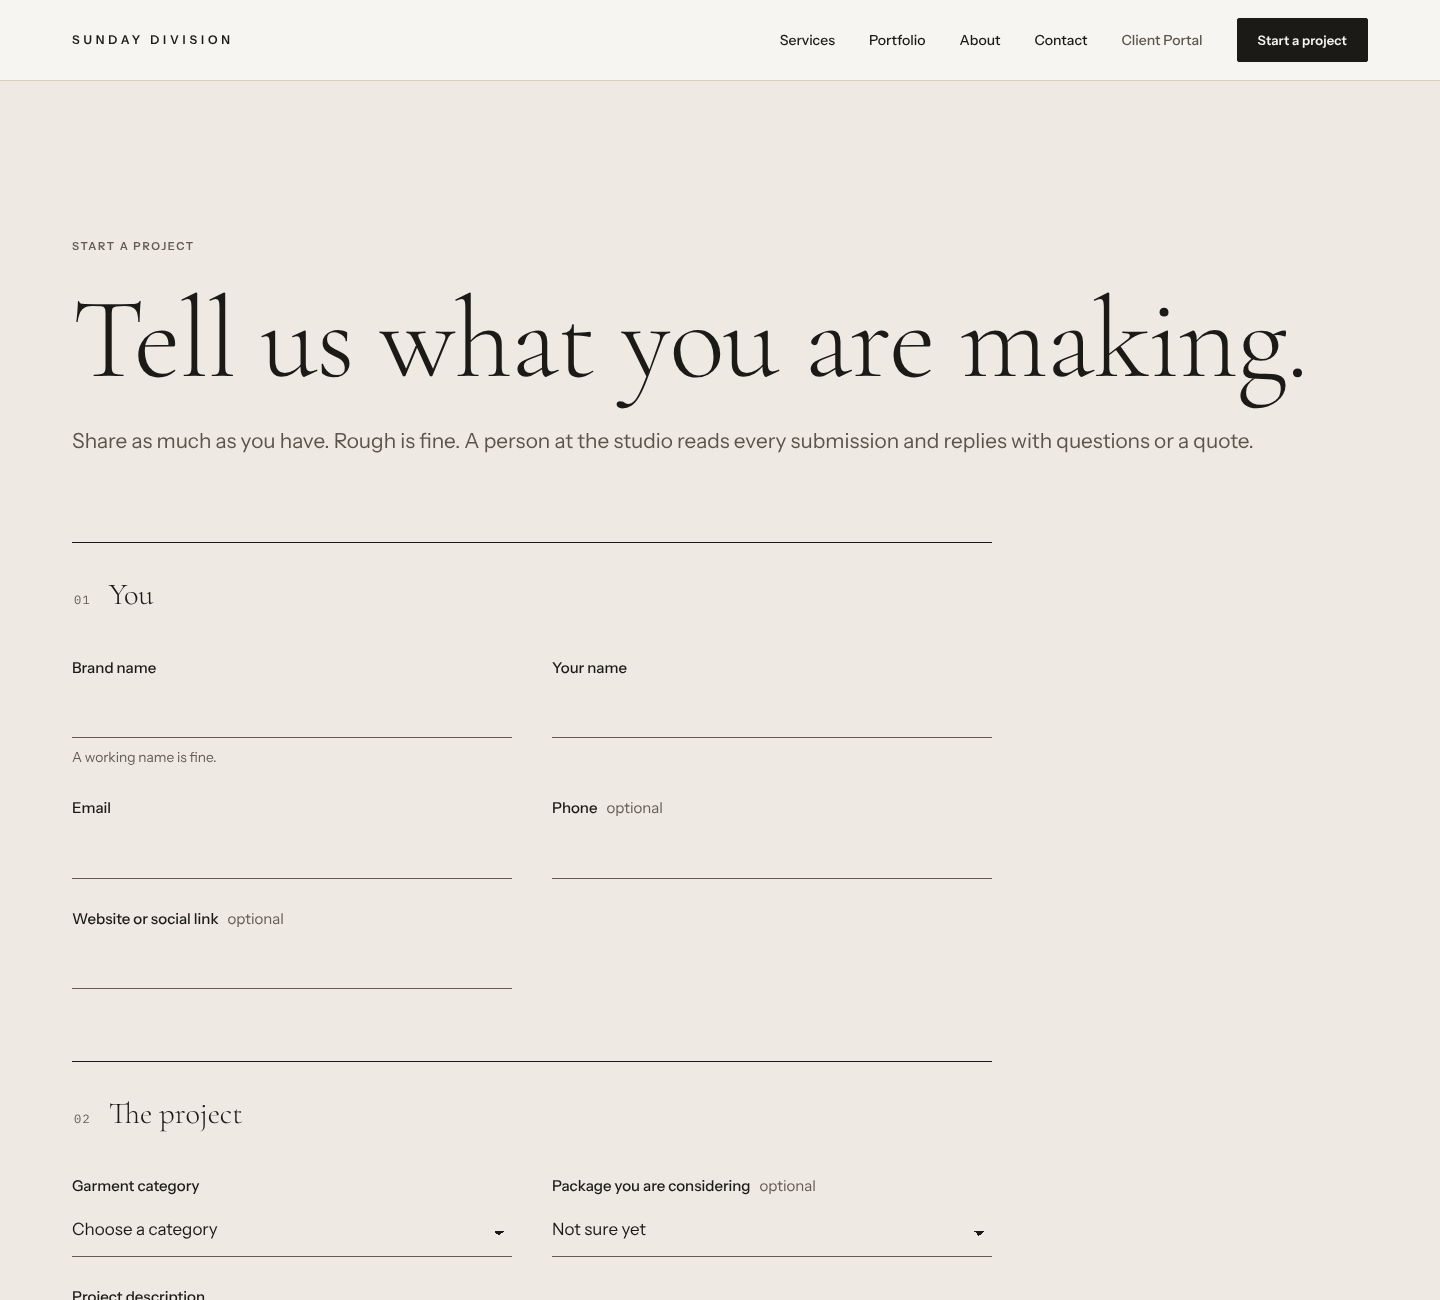 SUNDAY DIVISION
Services
Portfolio
About
Contact
Client Portal
Start a project
START A PROJECT
Tell us what you are making.
Share as much as you have. Rough is fine. A person at the studio reads every submission and replies with questions or a quote.
01 You
Brand name
Your name
A working name is fine.
Email
Phone optional
Website or social link optional
02 The project
Garment category
Package you are considering optional
Choose a category
Not sure yet
Project description